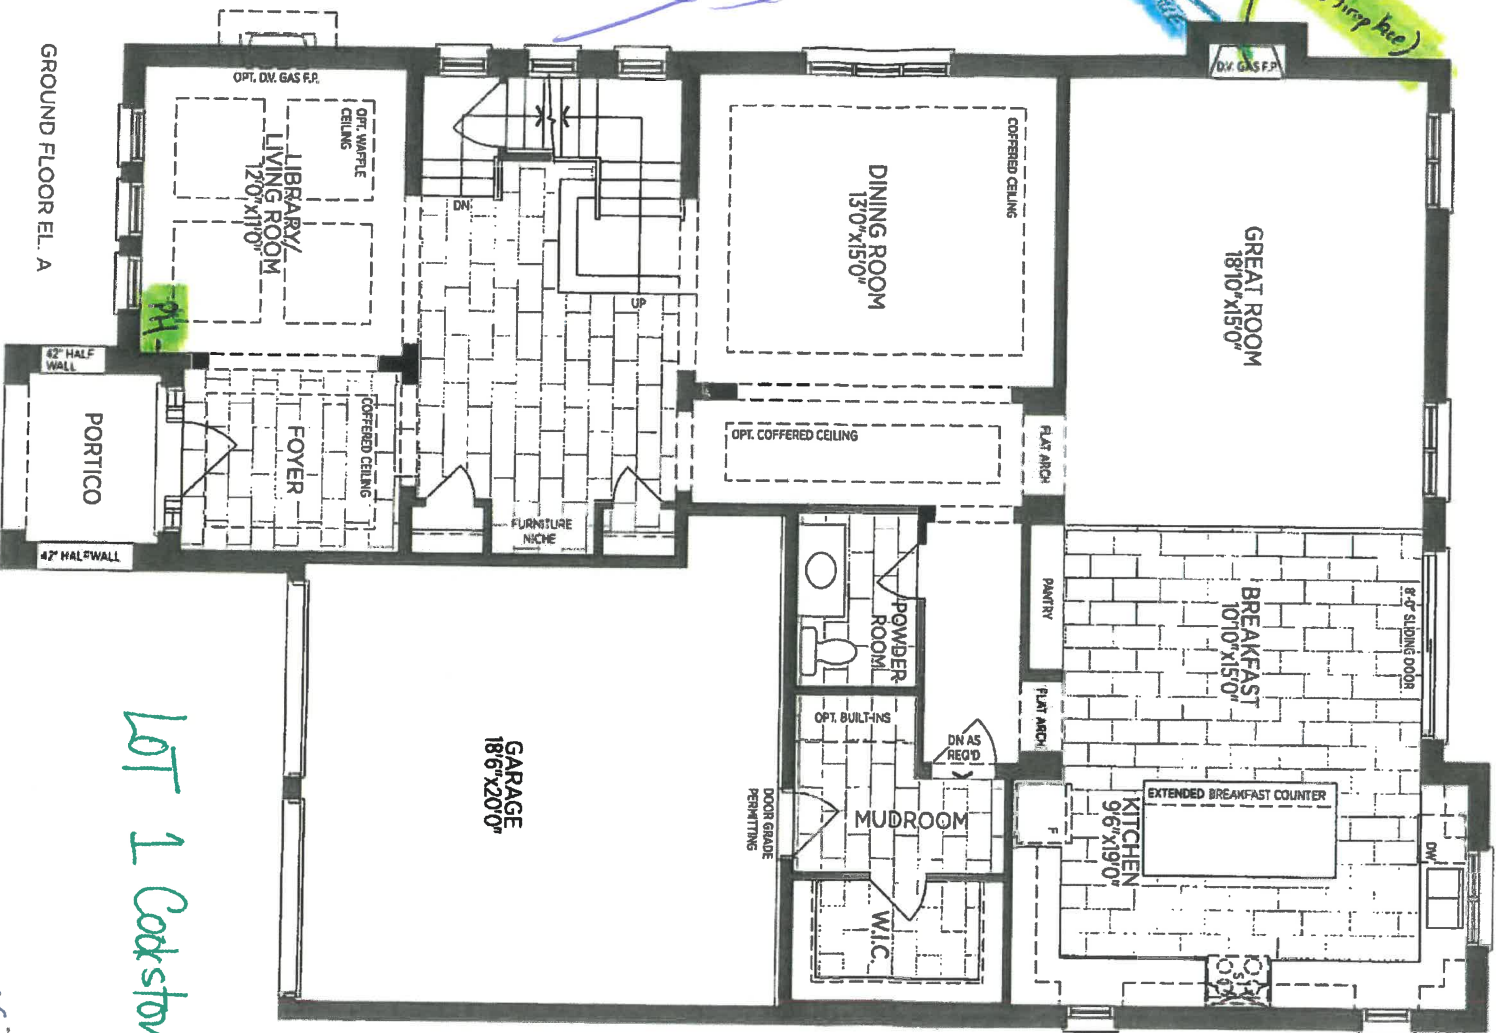 fireplace)
D.V. GAS F.P.
OPT. D.V. GAS F.P.
OPT. WAFFLE
CEILING
LIBRARY/
LIVING ROOM
12'0"x11'0"
GROUND FLOOR EL. A
PH-
42" HALF
WALL
PORTICO
42" HALF WALL
FOYER
COFFERED CEILING
DN
UP
FURNITURE
NICHE
DINING ROOM
13'0"x15'0"
COFFERED CEILING
OPT. COFFERED CEILING
FLAT ARCH
GREAT ROOM
18'10"x15'0"
PANTRY
BREAKFAST
10'10"x15'0"
8'-0" SLIDING DOOR
FLAT ARCH
POWDER
ROOM
OPT. BUILT-INS
DN AS
REQ'D
MUDROOM
DOOR GRADE
PERMITTING
W.I.C.
GARAGE
18'6"x20'0"
EXTENDED BREAKFAST COUNTER
KITCHEN
9'6"x19'0"
F
DW
S
LOT 1